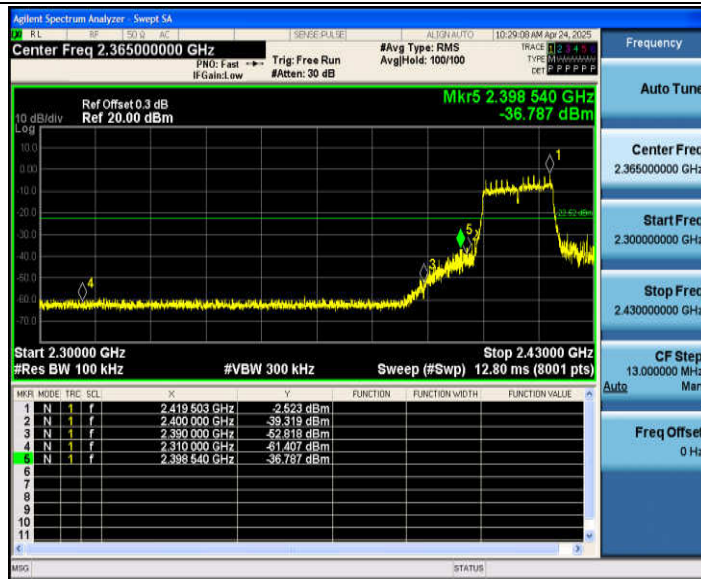 Agilent Spectrum Analyzer - Swept SA
RL RF 50 Ω AC SENSE:PULSE ALIGN AUTO 10:29:08 AM Apr 24, 2025
Center Freq 2.365000000 GHz
PNO: Fast
IFGain:Low
Trig: Free Run
#Atten: 30 dB
#Avg Type: RMS
Avg|Hold: 100/100
TRACE 1 2 3 4 5 6
TYPE M
DET P P P P P P
Frequency
Auto Tune
Center Freq
2.365000000 GHz
Start Freq
2.300000000 GHz
Stop Freq
2.430000000 GHz
CF Step
13.000000 MHz
Auto Man
Freq Offset
0 Hz
Mkr5 2.398 540 GHz
-36.787 dBm
Ref Offset 0.3 dB
10 dB/div Ref 20.00 dBm
Log
10.0
0.00
-10.0
-20.0
-30.0
-40.0
-50.0
-60.0
-70.0
1
-22.52 dBm
5
3
4
Start 2.30000 GHz Stop 2.43000 GHz
#Res BW 100 kHz #VBW 300 kHz Sweep (#Swp) 12.80 ms (8001 pts)
MKR MODE TRC SCL X Y FUNCTION FUNCTION WIDTH FUNCTION VALUE
1 N 1 f 2.419 503 GHz -2.523 dBm
2 N 1 f 2.400 000 GHz -39.319 dBm
3 N 1 f 2.390 000 GHz -52.818 dBm
4 N 1 f 2.310 000 GHz -61.407 dBm
5 N 1 f 2.398 540 GHz -36.787 dBm
6
7
8
9
10
11
MSG STATUS